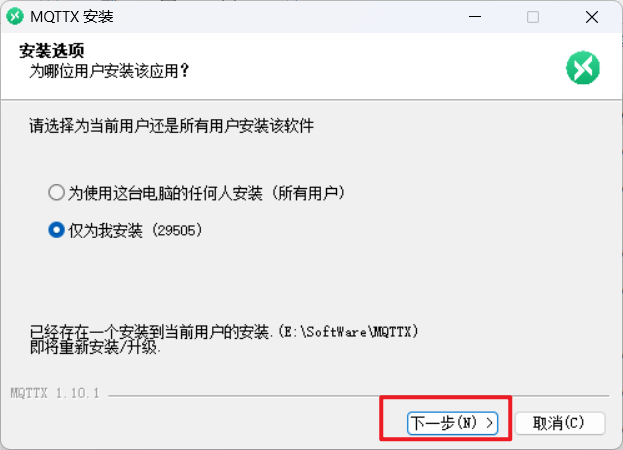 MQTTX 安装
安装选项
为哪位用户安装该应用？
请选择为当前用户还是所有用户安装该软件
为使用这台电脑的任何人安装 (所有用户)
仅为我安装 (29505)
已经存在一个安装到当前用户的安装.(E:\SoftWare\MQTTX)
即将重新安装/升级.
MQTTX 1.10.1
下一步(N) >
取消(C)